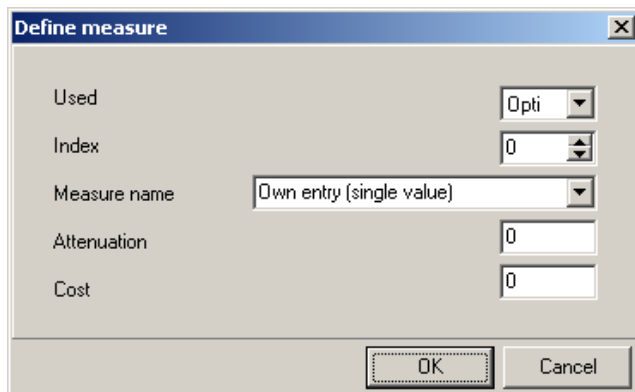 Define measure
Used Opti
Index 0
Measure name Own entry (single value)
Attenuation 0
Cost 0
OK Cancel